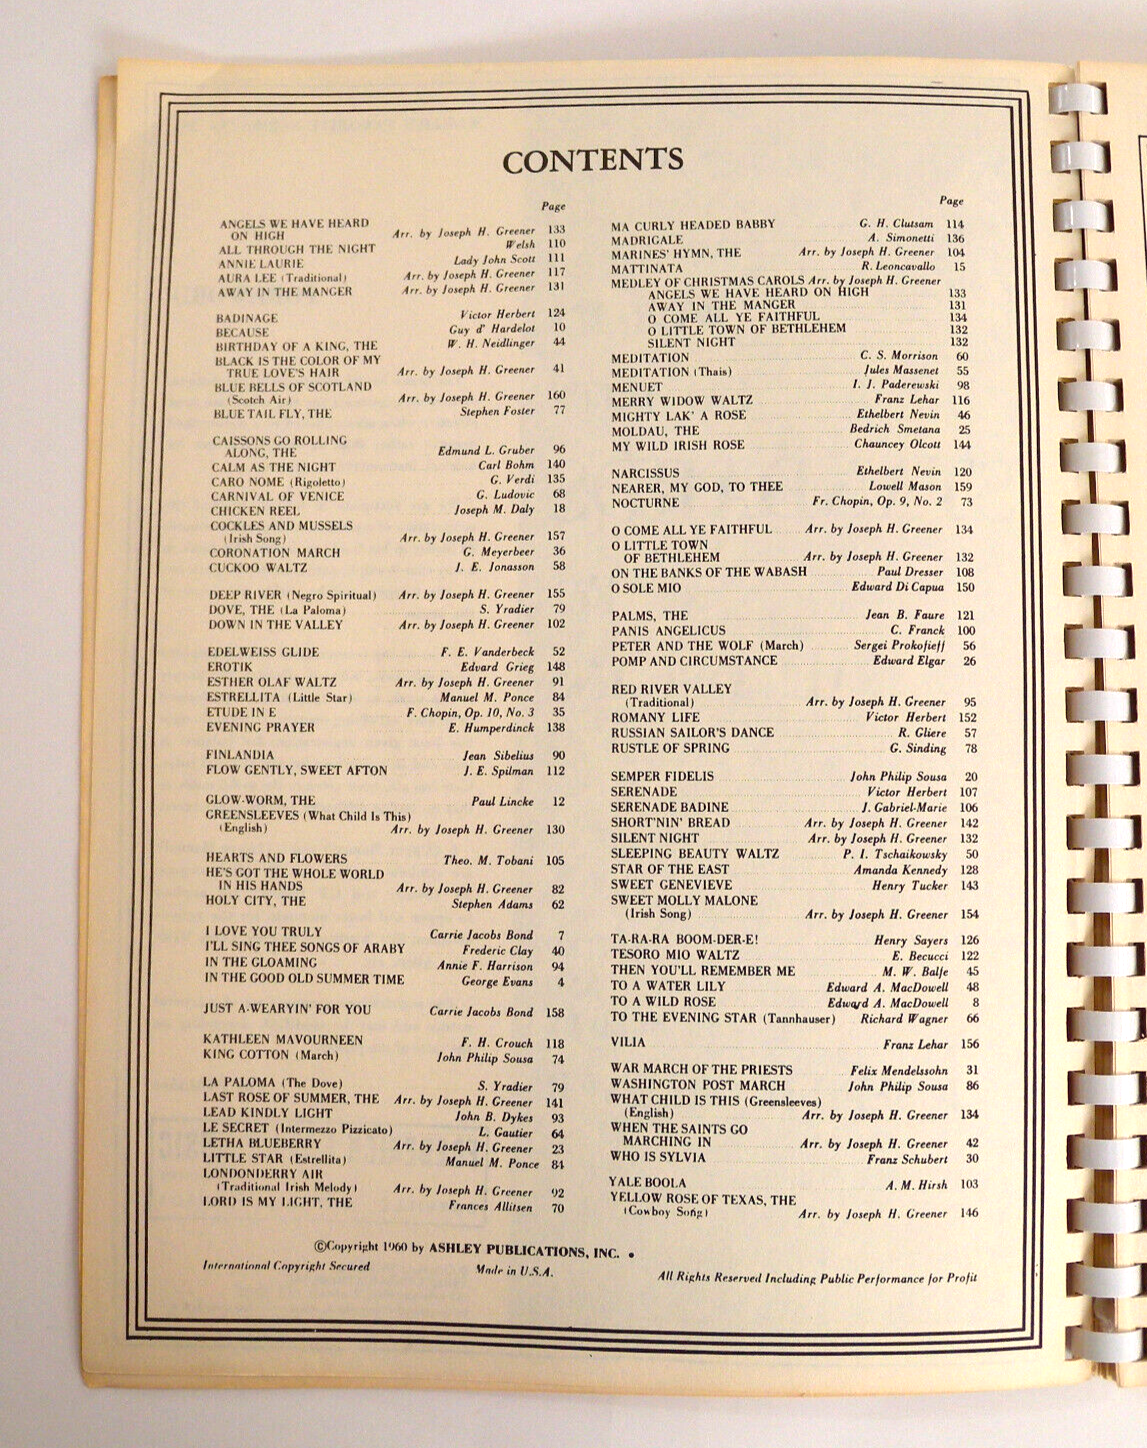 CONTENTS
Page
ANGELS WE HAVE HEARD
ON HIGH Arr. by Joseph H. Greener 133
ALL THROUGH THE NIGHT Welsh 110
ANNIE LAURIE Lady John Scott 111
AURA LEE (Traditional) Arr. by Joseph H. Greener 117
AWAY IN THE MANGER Arr. by Joseph H. Greener 131
BADINAGE Victor Herbert 124
BECAUSE Guy d' Hardelot 10
BIRTHDAY OF A KING, THE W. H. Neidlinger 44
BLACK IS THE COLOR OF MY
TRUE LOVE'S HAIR Arr. by Joseph H. Greener 41
BLUE BELLS OF SCOTLAND
(Scotch Air) Arr. by Joseph H. Greener 160
BLUE TAIL FLY, THE Stephen Foster 77
CAISSONS GO ROLLING
ALONG, THE Edmund L. Gruber 96
CALM AS THE NIGHT Carl Bohm 140
CARO NOME (Rigoletto) G. Verdi 135
CARNIVAL OF VENICE G. Ludovic 68
CHICKEN REEL Joseph M. Daly 18
COCKLES AND MUSSELS
(Irish Song) Arr. by Joseph H. Greener 157
CORONATION MARCH G. Meyerbeer 36
CUCKOO WALTZ J. E. Jonasson 58
DEEP RIVER (Negro Spiritual) Arr. by Joseph H. Greener 155
DOVE, THE (La Paloma) S. Yradier 79
DOWN IN THE VALLEY Arr. by Joseph H. Greener 102
EDELWEISS GLIDE F. E. Vanderbeck 52
EROTIK Edvard Grieg 148
ESTHER OLAF WALTZ Arr. by Joseph H. Greener 91
ESTRELLITA (Little Star) Manuel M. Ponce 84
ETUDE IN E F. Chopin, Op. 10, No. 3 35
EVENING PRAYER E. Humperdinck 138
FINLANDIA Jean Sibelius 90
FLOW GENTLY, SWEET AFTON J. E. Spilman 112
GLOW-WORM, THE Paul Lincke 12
GREENSLEEVES (What Child Is This)
(English) Arr. by Joseph H. Greener 130
HEARTS AND FLOWERS Theo. M. Tobani 105
HE'S GOT THE WHOLE WORLD
IN HIS HANDS Arr. by Joseph H. Greener 82
HOLY CITY, THE Stephen Adams 62
I LOVE YOU TRULY Carrie Jacobs Bond 7
I'LL SING THEE SONGS OF ARABY Frederic Clay 40
IN THE GLOAMING Annie F. Harrison 94
IN THE GOOD OLD SUMMER TIME George Evans 4
JUST A-WEARYIN' FOR YOU Carrie Jacobs Bond 158
KATHLEEN MAVOURNEEN F. H. Crouch 118
KING COTTON (March) John Philip Sousa 74
LA PALOMA (The Dove) S. Yradier 79
LAST ROSE OF SUMMER, THE Arr. by Joseph H. Greener 141
LEAD KINDLY LIGHT John B. Dykes 93
LE SECRET (Intermezzo Pizzicato) L. Gautier 64
LETHA BLUEBERRY Arr. by Joseph H. Greener 23
LITTLE STAR (Estrellita) Manuel M. Ponce 84
LONDONDERRY AIR
(Traditional Irish Melody) Arr. by Joseph H. Greener 92
LORD IS MY LIGHT, THE Frances Allitsen 70
Page
MA CURLY HEADED BABBY G. H. Clutsam 114
MADRIGALE A. Simonetti 136
MARINES' HYMN, THE Arr. by Joseph H. Greener 104
MATTINATA R. Leoncavallo 15
MEDLEY OF CHRISTMAS CAROLS Arr. by Joseph H. Greener
ANGELS WE HAVE HEARD ON HIGH 133
AWAY IN THE MANGER 131
O COME ALL YE FAITHFUL 134
O LITTLE TOWN OF BETHLEHEM 132
SILENT NIGHT 132
MEDITATION C. S. Morrison 60
MEDITATION (Thais) Jules Massenet 55
MENUET I. J. Paderewski 98
MERRY WIDOW WALTZ Franz Lehar 116
MIGHTY LAK' A ROSE Ethelbert Nevin 46
MOLDAU, THE Bedrich Smetana 25
MY WILD IRISH ROSE Chauncey Olcott 144
NARCISSUS Ethelbert Nevin 120
NEARER, MY GOD, TO THEE Lowell Mason 159
NOCTURNE Fr. Chopin, Op. 9, No. 2 73
O COME ALL YE FAITHFUL Arr. by Joseph H. Greener 134
O LITTLE TOWN
OF BETHLEHEM Arr. by Joseph H. Greener 132
ON THE BANKS OF THE WABASH Paul Dresser 108
O SOLE MIO Edward Di Capua 150
PALMS, THE Jean B. Faure 121
PANIS ANGELICUS C. Franck 100
PETER AND THE WOLF (March) Sergei Prokofieff 56
POMP AND CIRCUMSTANCE Edward Elgar 26
RED RIVER VALLEY
(Traditional) Arr. by Joseph H. Greener 95
ROMANY LIFE Victor Herbert 152
RUSSIAN SAILOR'S DANCE R. Gliere 57
RUSTLE OF SPRING G. Sinding 78
SEMPER FIDELIS John Philip Sousa 20
SERENADE Victor Herbert 107
SERENADE BADINE J. Gabriel-Marie 106
SHORT'NIN' BREAD Arr. by Joseph H. Greener 142
SILENT NIGHT Arr. by Joseph H. Greener 132
SLEEPING BEAUTY WALTZ P. I. Tschaikowsky 50
STAR OF THE EAST Amanda Kennedy 128
SWEET GENEVIEVE Henry Tucker 143
SWEET MOLLY MALONE
(Irish Song) Arr. by Joseph H. Greener 154
TA-RA-RA BOOM-DER-E! Henry Sayers 126
TESORO MIO WALTZ E. Becucci 122
THEN YOU'LL REMEMBER ME M. W. Balfe 45
TO A WATER LILY Edward A. MacDowell 48
TO A WILD ROSE Edward A. MacDowell 8
TO THE EVENING STAR (Tannhauser) Richard Wagner 66
VILIA Franz Lehar 156
WAR MARCH OF THE PRIESTS Felix Mendelssohn 31
WASHINGTON POST MARCH John Philip Sousa 86
WHAT CHILD IS THIS (Greensleeves)
(English) Arr. by Joseph H. Greener 134
WHEN THE SAINTS GO
MARCHING IN Arr. by Joseph H. Greener 42
WHO IS SYLVIA Franz Schubert 30
YALE BOOLA A. M. Hirsh 103
YELLOW ROSE OF TEXAS, THE
(Cowboy Song) Arr. by Joseph H. Greener 146
©Copyright 1960 by ASHLEY PUBLICATIONS, INC. •
International Copyright Secured Made in U.S.A. All Rights Reserved Including Public Performance for Profit